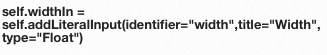 self.widthIn =
self.addLiteralInput(identifier="width",title="Width",
type="Float")